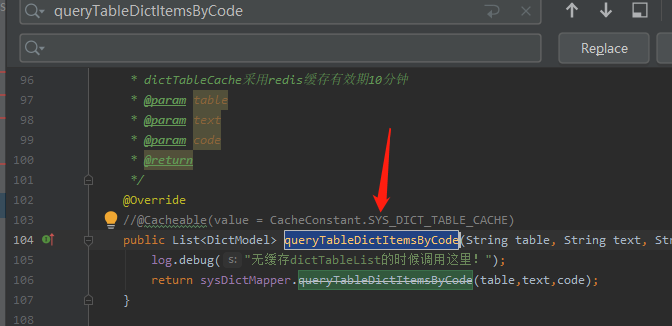 queryTableDictItemsByCode
Replace
96 * dictTableCache采用redis缓存有效期10分钟
97 * @param table
98 * @param text
99 * @param code
100 * @return
101 */
102 @Override
103 //@Cacheable(value = CacheConstant.SYS_DICT_TABLE_CACHE)
104 public List<DictModel> queryTableDictItemsByCode(String table, String text, St
105 log.debug( s: "无缓存dictTableList的时候调用这里！");
106 return sysDictMapper.queryTableDictItemsByCode(table,text,code);
107 }